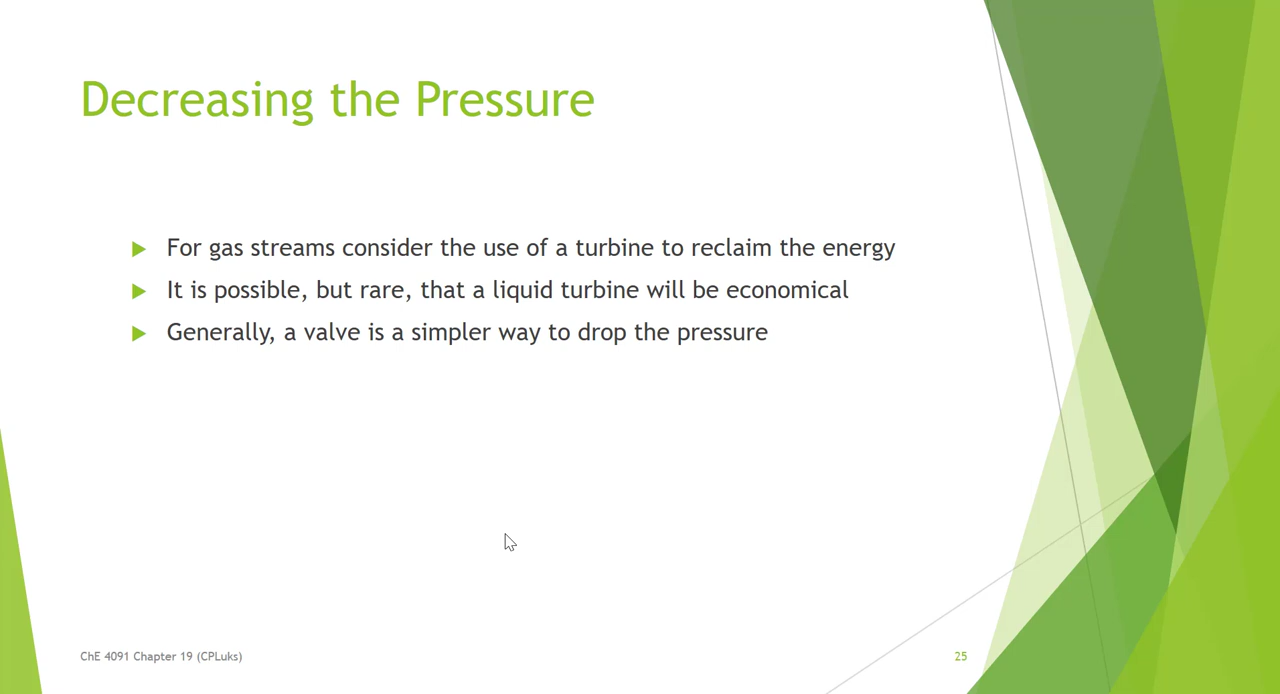 Decreasing the Pressure
For gas streams consider the use of a turbine to reclaim the energy
It is possible, but rare, that a liquid turbine will be economical
Generally, a valve is a simpler way to drop the pressure
ChE 4091 Chapter 19 (CPLuks)
25